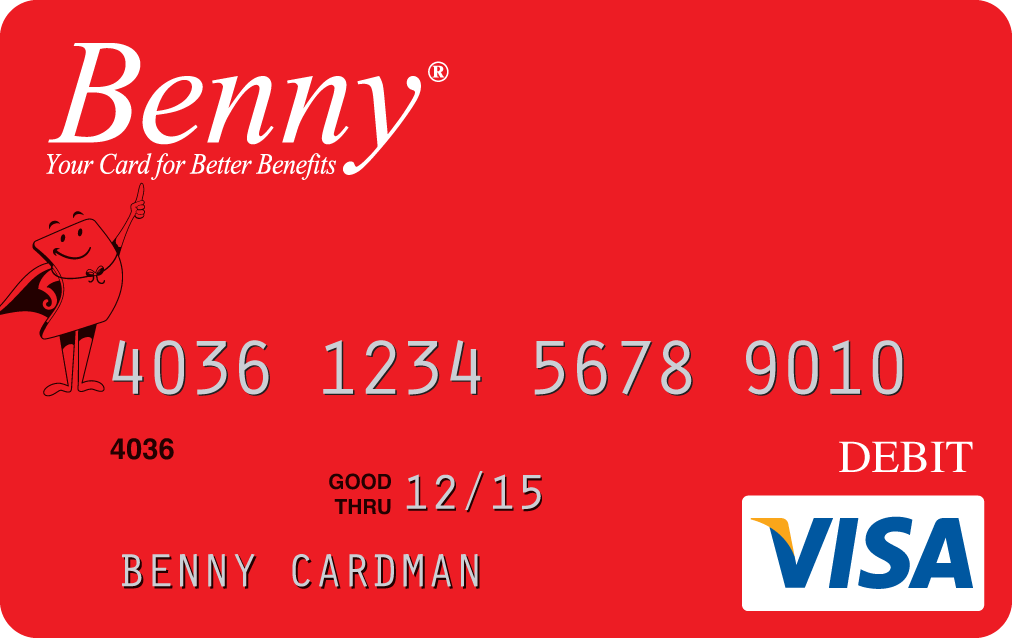 Benny®
Your Card for Better Benefits
4036 1234 5678 9010
4036
DEBIT
GOOD
THRU 12/15
BENNY CARDMAN
VISA